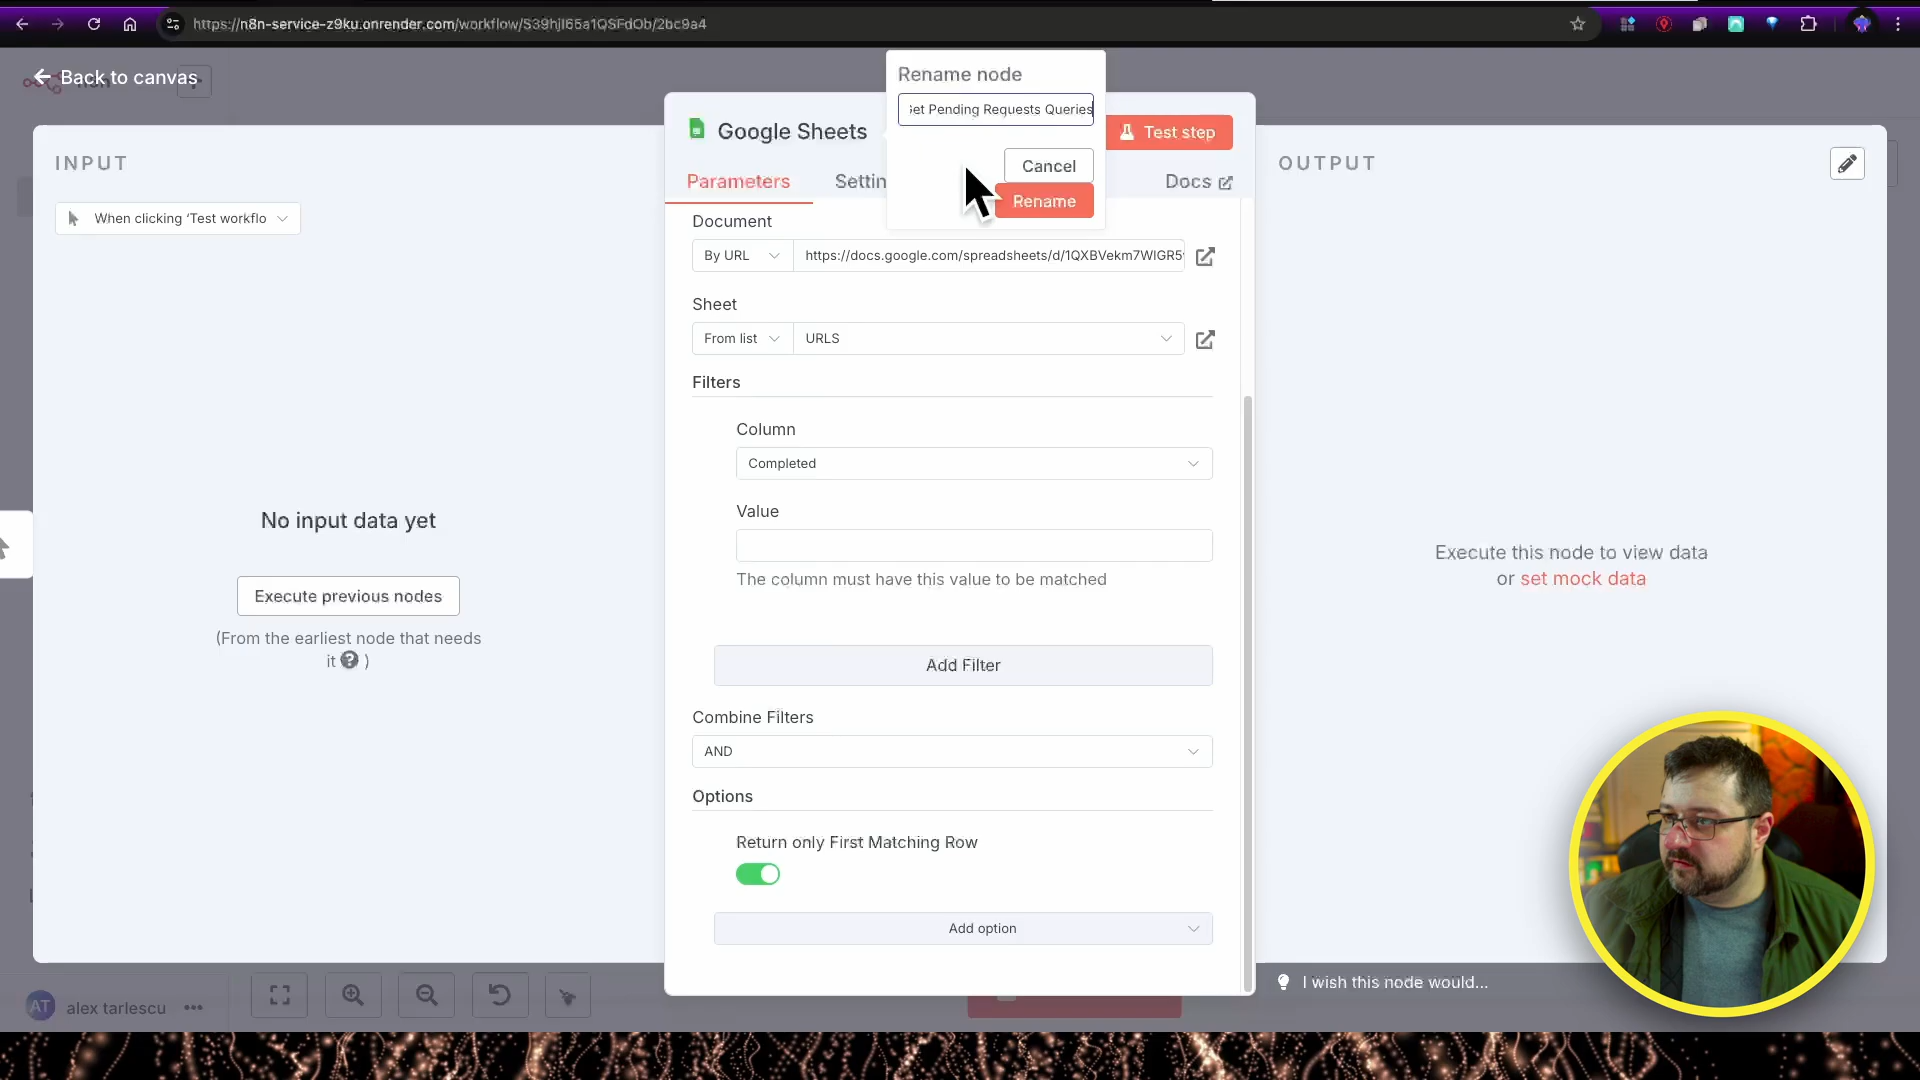 https://n8n-service-z9ku.onrender.com/workflow/S39hjI65a1QSFdOb/2bc9a4
Back to canvas
Rename node
Get Pending Requests Queries
Google Sheets
Test step
Cancel
Rename
Parameters
Settin
Docs
INPUT
OUTPUT
When clicking ‘Test workflo
Document
By URL
https://docs.google.com/spreadsheets/d/1QXBVekm7WlGR5
Sheet
From list
URLS
Filters
Column
Completed
Value
The column must have this value to be matched
No input data yet
Execute previous nodes
(From the earliest node that needs
it ? )
Execute this node to view data
or set mock data
Add Filter
Combine Filters
AND
Options
Return only First Matching Row
Add option
I wish this node would...
AT
alex tarlescu